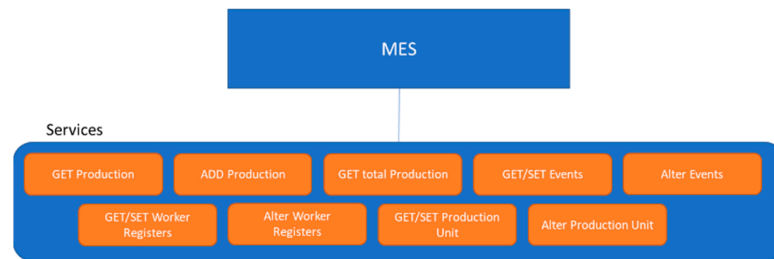 MES
Services
GET Production
ADD Production
GET total Production
GET/SET Events
Alter Events
GET/SET Worker
Registers
Alter Worker
Registers
GET/SET Production
Unit
Alter Production Unit